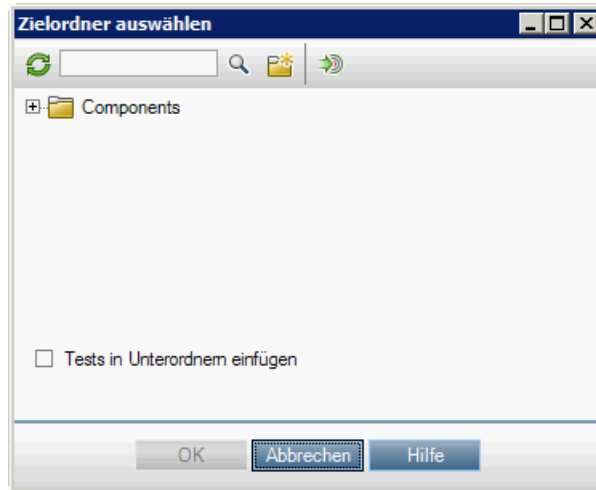 Zielordner auswählen
Components
Tests in Unterordnern einfügen
OK Abbrechen Hilfe